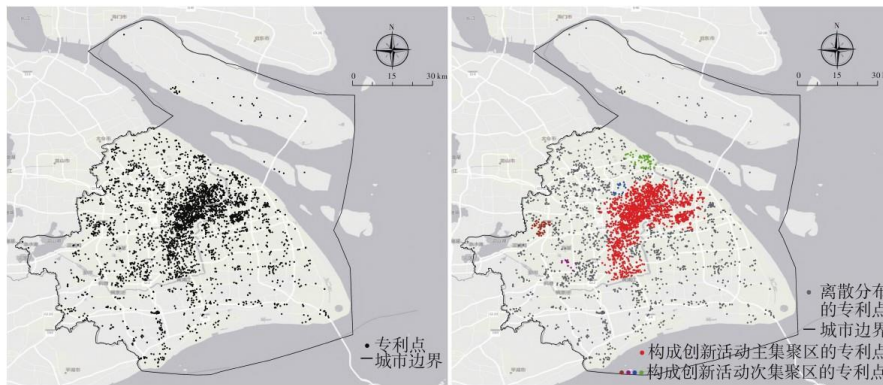 N
0 15 30 km
专利点
城市边界
N
0 15 30 km
离散分布
的专利点
城市边界
构成创新活动主集聚区的专利点
构成创新活动次集聚区的专利点